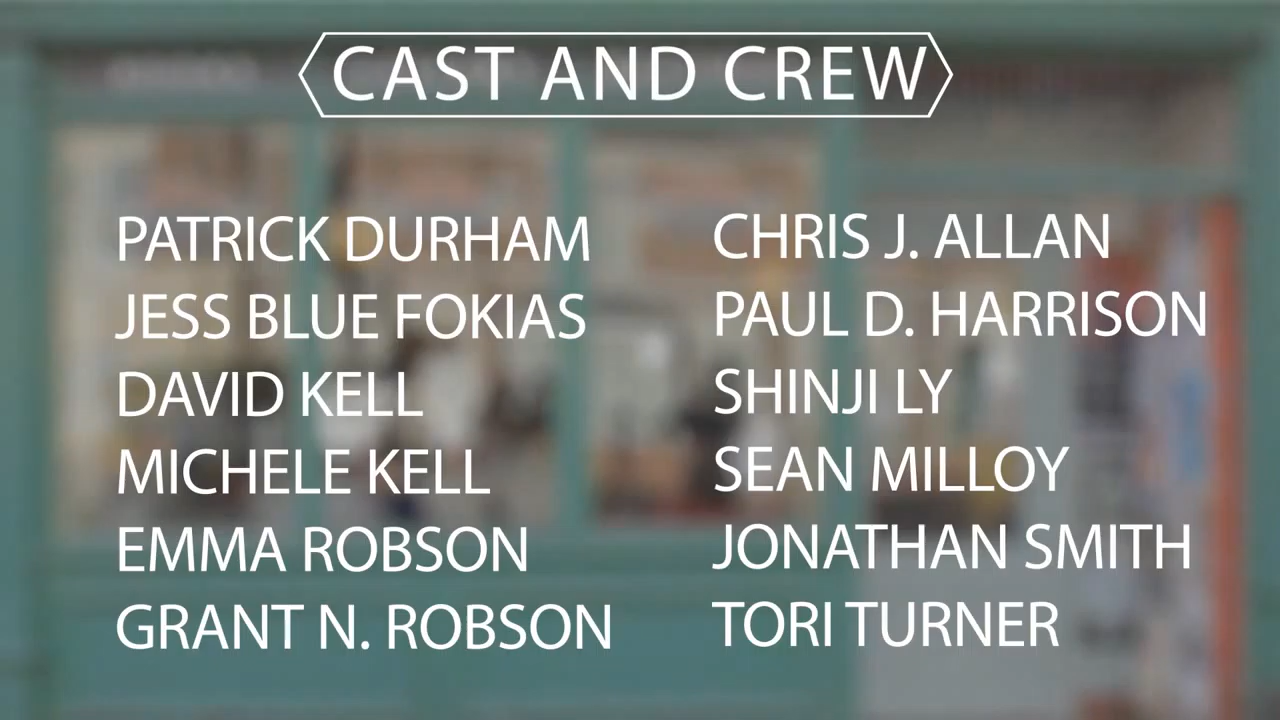 CAST AND CREW
PATRICK DURHAM
JESS BLUE FOKIAS
DAVID KELL
MICHELE KELL
EMMA ROBSON
GRANT N. ROBSON
CHRIS J. ALLAN
PAUL D. HARRISON
SHINJI LY
SEAN MILLOY
JONATHAN SMITH
TORI TURNER